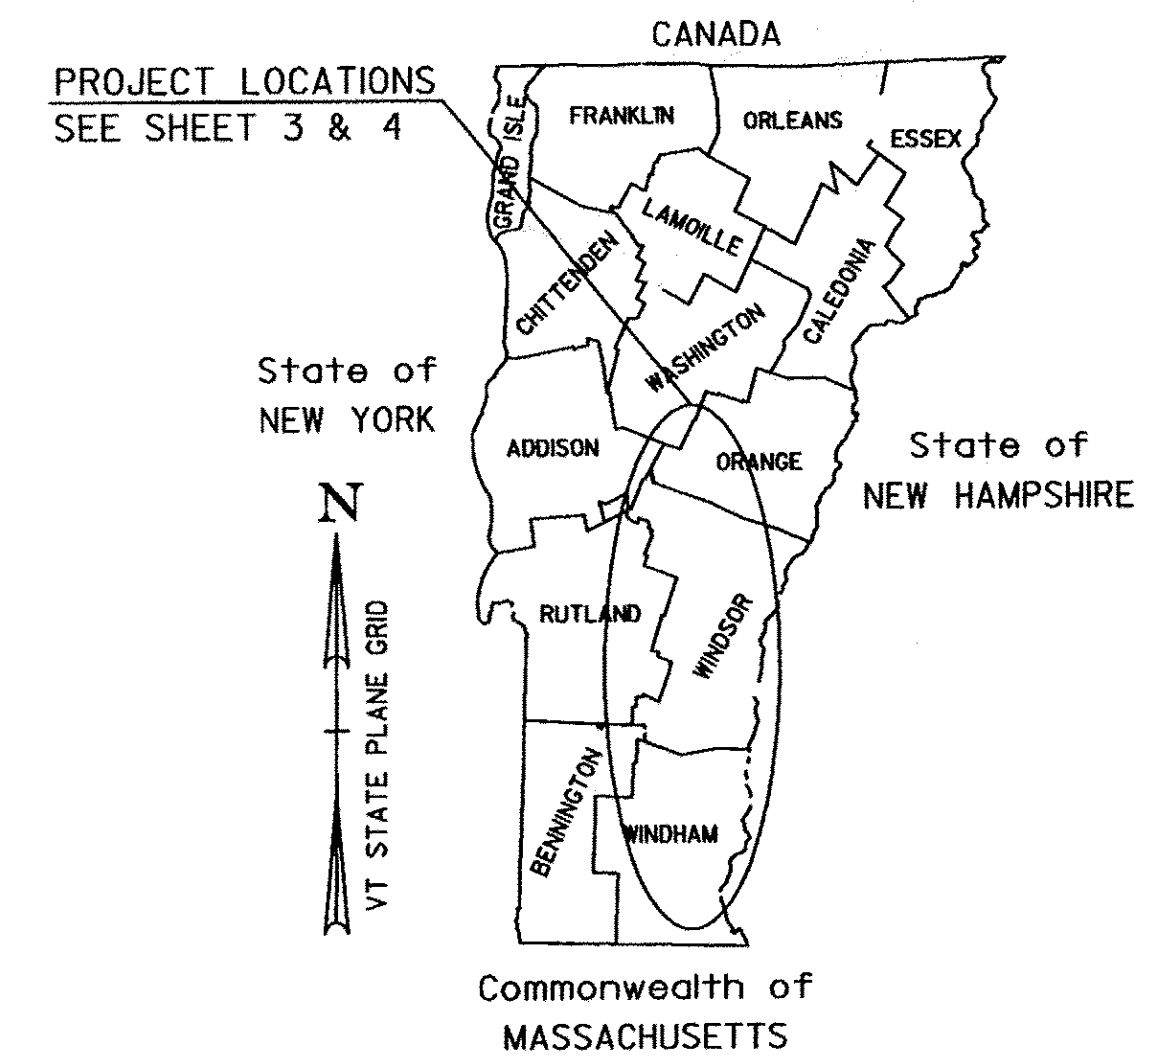 CANADA
PROJECT LOCATIONS
SEE SHEET 3 & 4
GRAND ISLE
FRANKLIN
ORLEANS
ESSEX
LAMOILLE
CHITTENDEN
CALEDONIA
WASHINGTON
State of
NEW YORK
ADDISON
ORANGE
State of
NEW HAMPSHIRE
N
VT STATE PLANE GRID
RUTLAND
WINDSOR
BENNINGTON
WINDHAM
Commonwealth of
MASSACHUSETTS